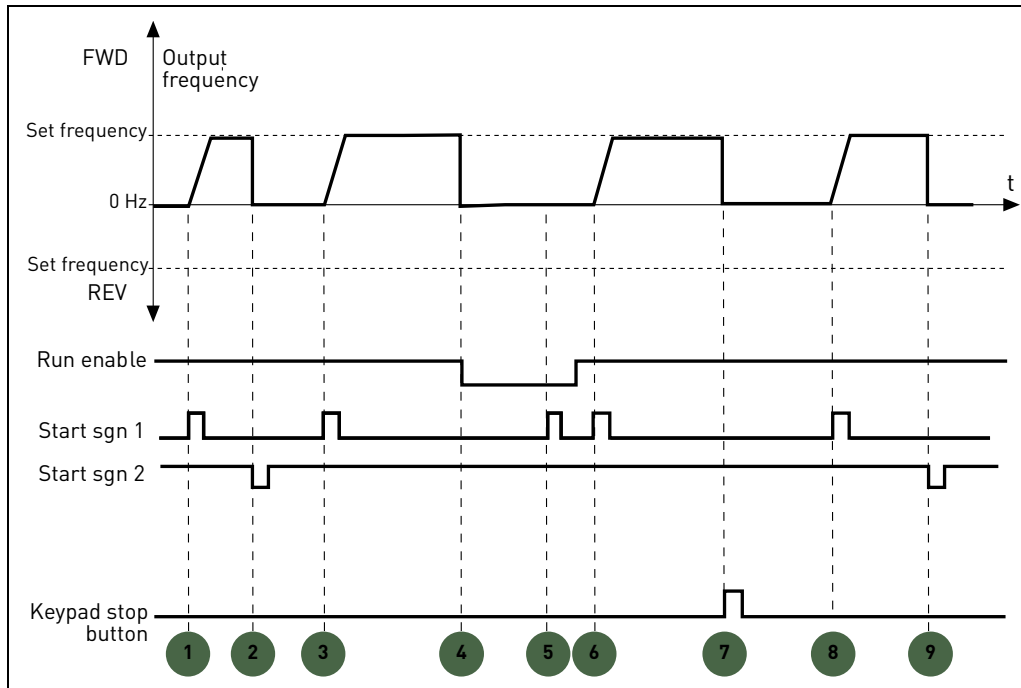 FWD
Output
frequency
Set frequency
t
0 Hz
Set frequency
REV
Run enable
Start sgn 1
Start sgn 2
Keypad stop
button
1 2 3 4 5 6 7 8 9